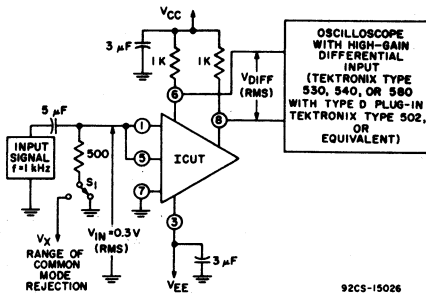 VCC
3 µF
1K
1K
6
VDIFF
(RMS)
8
OSCILLOSCOPE
WITH HIGH-GAIN
DIFFERENTIAL
INPUT
(TEKTRONIX TYPE
530, 540, OR 580
WITH TYPE D PLUG-IN
TEKTRONIX TYPE 502,
OR
EQUIVALENT)
5 µF
1
INPUT
SIGNAL
f=1 kHz
500
5
ICUT
S1
7
VIN=0.3V
(RMS)
3
VX
RANGE OF
COMMON
MODE
REJECTION
3 µF
VEE
92CS-15026